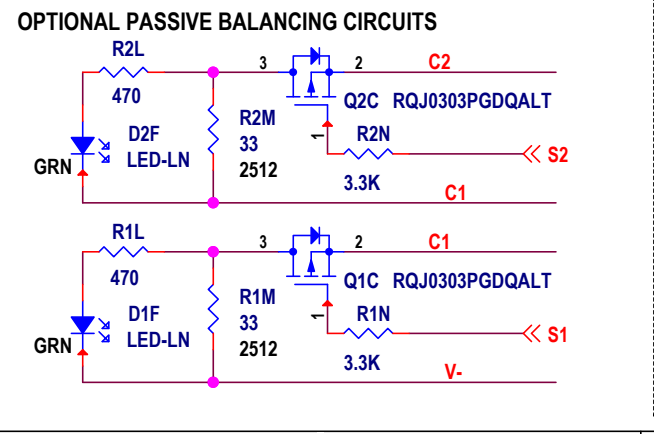 OPTIONAL PASSIVE BALANCING CIRCUITS
R2L
470
3
2
C2
Q2C RQJ0303PGDQALT
R2M
33
2512
D2F
LED-LN
GRN
1
R2N
3.3K
S2
C1
R1L
470
3
2
C1
Q1C RQJ0303PGDQALT
R1M
33
2512
D1F
LED-LN
GRN
1
R1N
3.3K
S1
V-